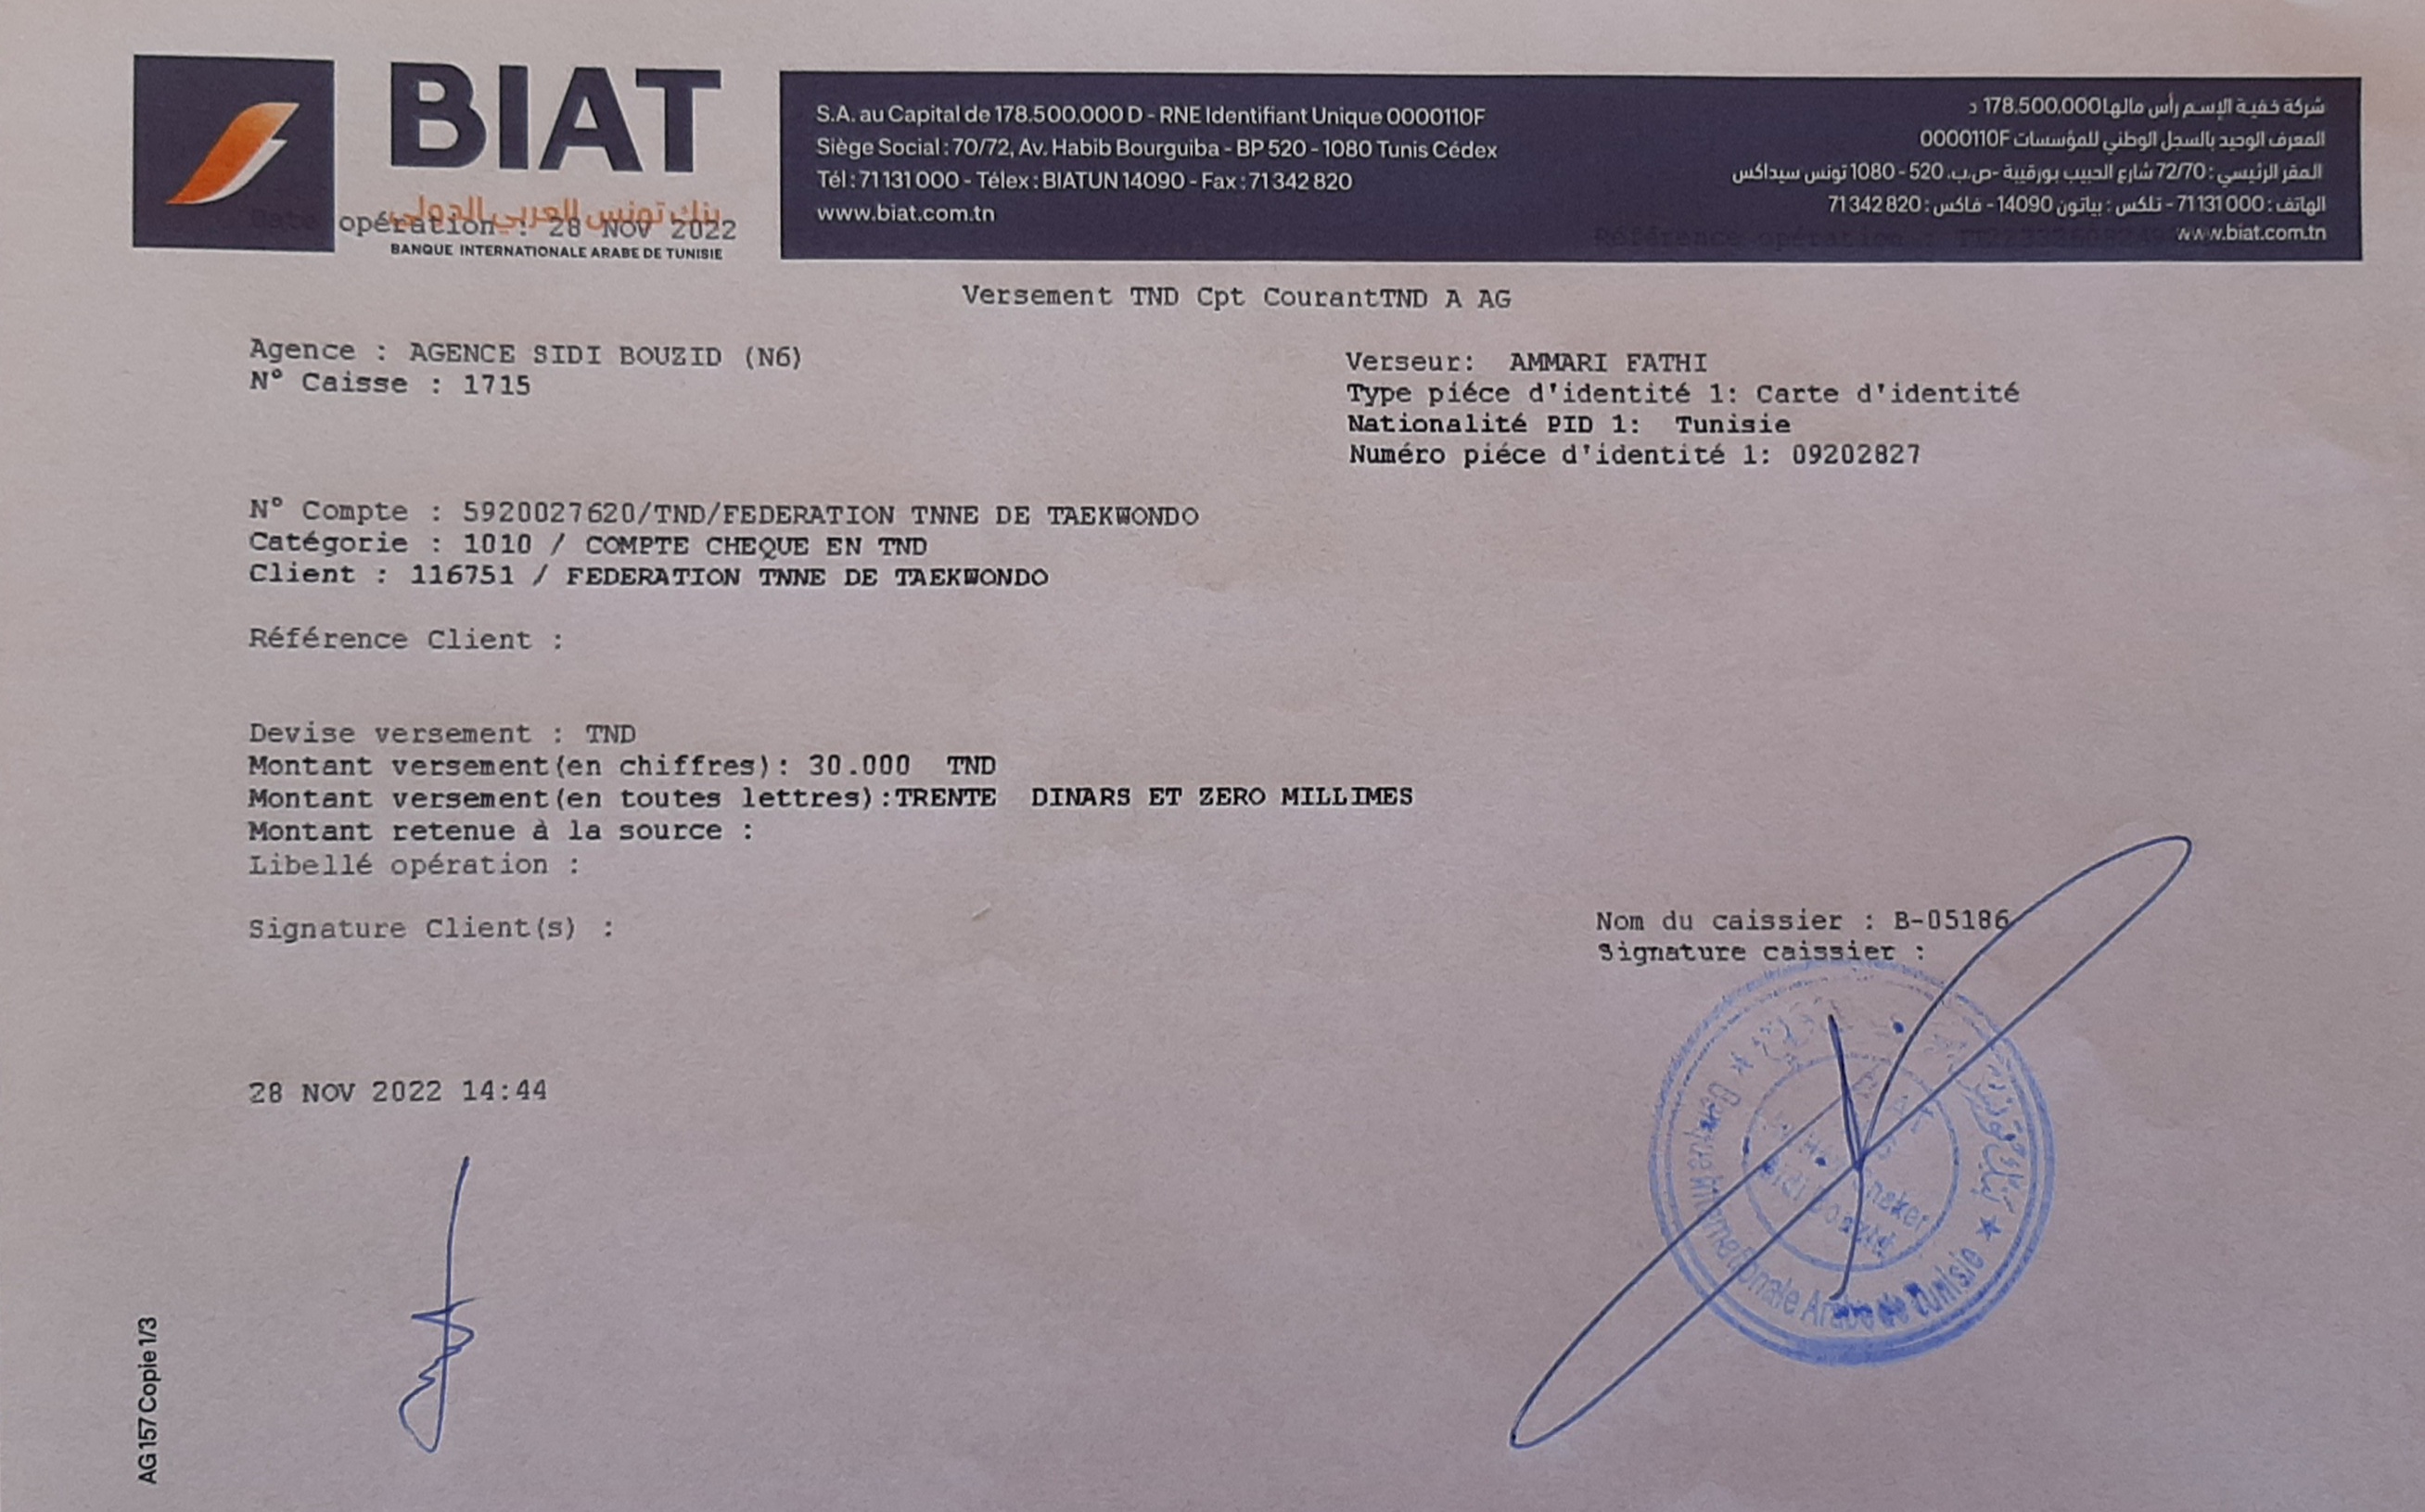 BIAT
بنك تونس العربي الدولي
Date opération : 28 NOV 2022
BANQUE INTERNATIONALE ARABE DE TUNISIE
S.A. au Capital de 178.500.000 D - RNE Identifiant Unique 0000110F
Siège Social : 70/72, Av. Habib Bourguiba - BP 520 - 1080 Tunis Cédex
Tél : 71 131 000 - Télex : BIATUN 14090 - Fax : 71 342 820
www.biat.com.tn
شركة خفية الإسم رأس مالها 178.500.000 د
المعرف الوحيد بالسجل الوطني للمؤسسات 0000110F
المقر الرئيسي : 72/70 شارع الحبيب بورقيبة -ص.ب. 520 - 1080 تونس سيداكس
الهاتف : 71 131 000 - تلكس : بياتون 14090 - فاكس : 71 342 820
www.biat.com.tn
Référence opération :
Versement TND Cpt CourantTND A AG
Agence : AGENCE SIDI BOUZID (N6)
N° Caisse : 1715
Verseur: AMMARI FATHI
Type piéce d'identité 1: Carte d'identité
Nationalité PID 1: Tunisie
Numéro piéce d'identité 1: 09202827
N° Compte : 5920027620/TND/FEDERATION TNNE DE TAEKWONDO
Catégorie : 1010 / COMPTE CHEQUE EN TND
Client : 116751 / FEDERATION TNNE DE TAEKWONDO
Référence Client :
Devise versement : TND
Montant versement(en chiffres): 30.000 TND
Montant versement(en toutes lettres):TRENTE DINARS ET ZERO MILLIMES
Montant retenue à la source :
Libellé opération :
Signature Client(s) :
Nom du caissier : B-05186
Signature caissier :
Internationale Arabe de Tunisie
Sidi Bouzid
28 NOV 2022 14:44
AG157 Copie 1/3